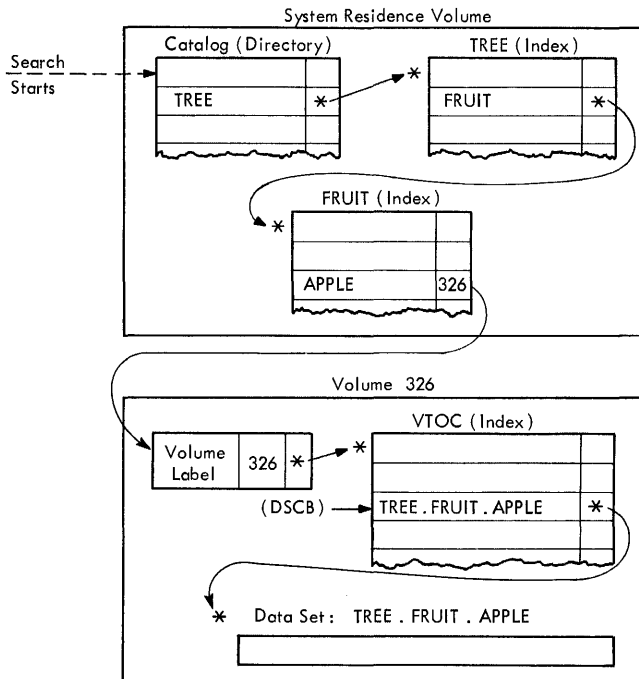 System Residence Volume
Catalog (Directory)
TREE (Index)
Search
Starts
TREE *
*
FRUIT *
FRUIT (Index)
*
APPLE 326
Volume 326
VTOC (Index)
Volume
Label
326 *
*
(DSCB)
TREE . FRUIT . APPLE *
* Data Set: TREE . FRUIT . APPLE